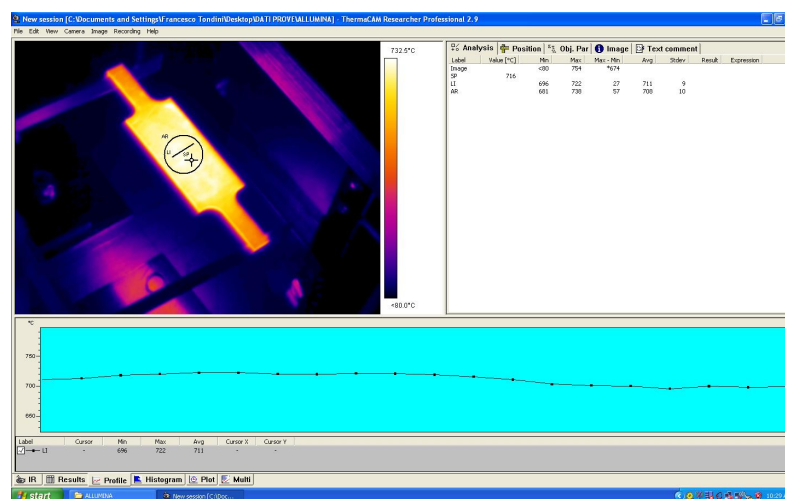 New session [C:\Documents and Settings\Francesco Tondini\Desktop\DATI PROVE\ALLUMINA] - ThermaCAM Researcher Professional 2.9
File Edit View Camera Image Recording Help
732.5°C
AR
LI
SP
<80.0°C
Analysis Position Obj. Par Image Text comment
Label Value [°C] Min Max Max - Min Avg Stdev Result Expression
Image <80 754 *674
SP 716
LI 696 722 27 711 9
AR 681 738 57 708 10
°C
750
700
650
Label Cursor Min Max Avg Cursor X Cursor Y
LI - 696 722 711 - -
IR Results Profile Histogram Plot Multi
start ALLUMINA New session [C:\Doc... 10:29